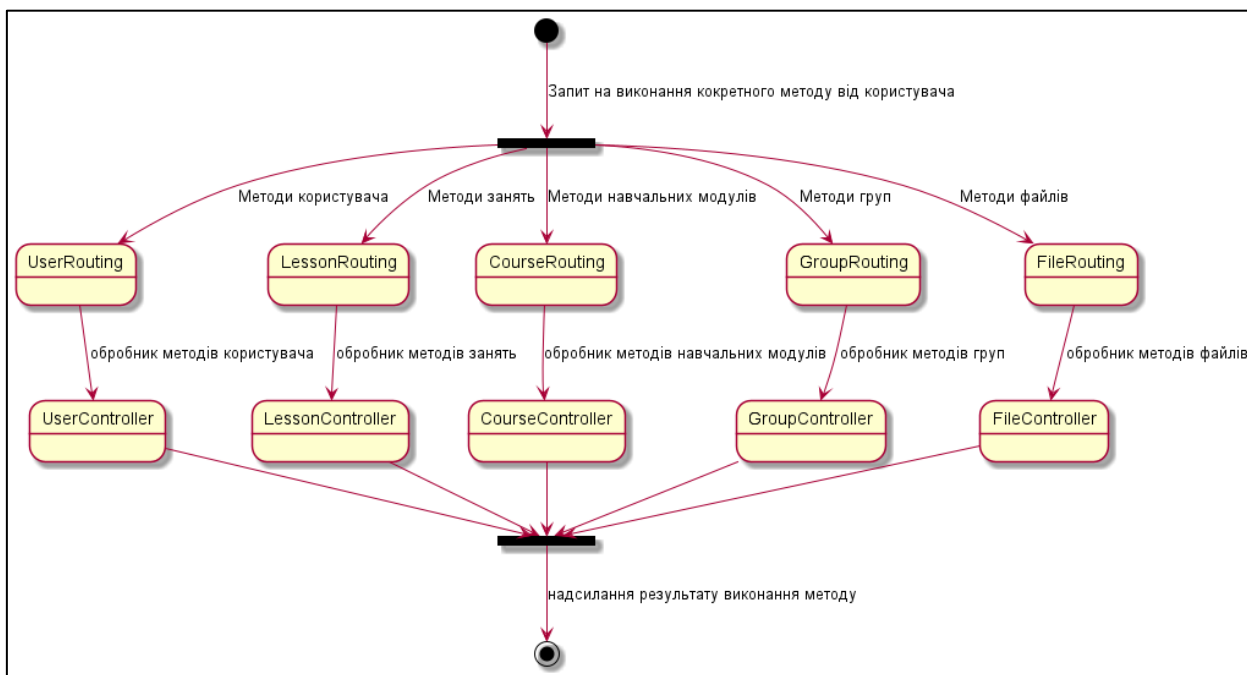 Запит на виконання кокретного методу від користувача
Методи користувача
Методи занять
Методи навчальних модулів
Методи груп
Методи файлів
UserRouting
LessonRouting
CourseRouting
GroupRouting
FileRouting
обробник методів користувача
обробник методів занять
обробник методів навчальних модулів
обробник методів груп
обробник методів файлів
UserController
LessonController
CourseController
GroupController
FileController
надсилання результату виконання методу